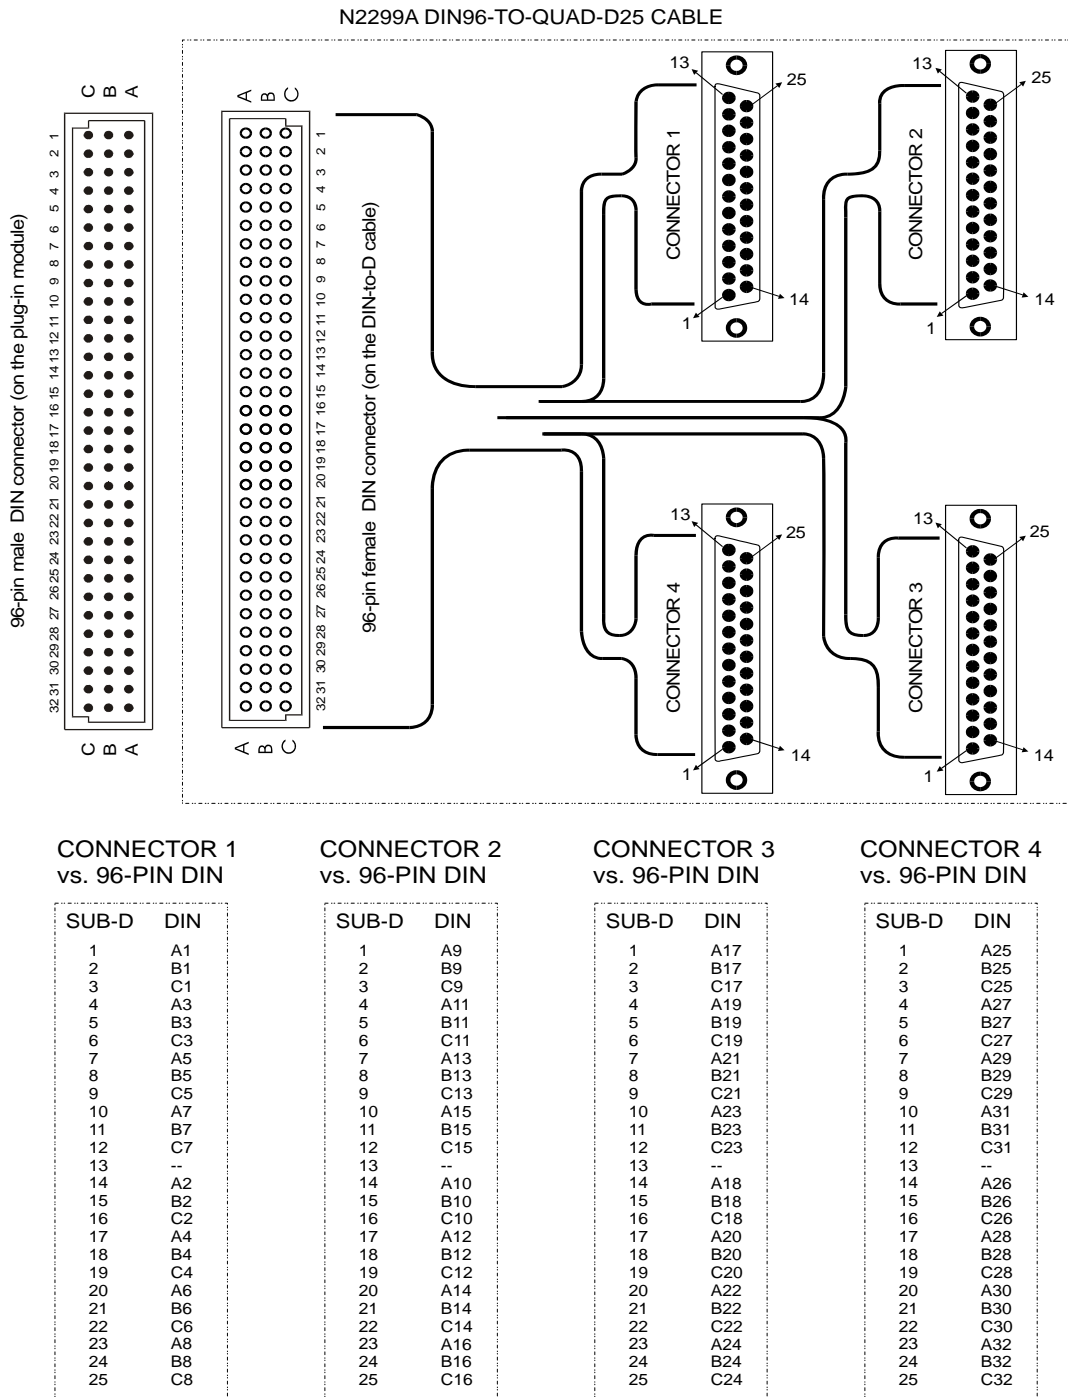 N2299A DIN96-TO-QUAD-D25 CABLE
C B A
1 2 3 4 5 6 7 8 9 10 11 12 13 14 15 16 17 18 19 20 21 22 23 24 25 26 27 28 29 30 31 32
C B A
96-pin male DIN connector (on the plug-in module)
A B C
1 2 3 4 5 6 7 8 9 10 11 12 13 14 15 16 17 18 19 20 21 22 23 24 25 26 27 28 29 30 31 32
A B C
96-pin female DIN connector (on the DIN-to-D cable)
13
25
CONNECTOR 1
14
1
13
25
CONNECTOR 2
14
1
13
25
CONNECTOR 4
14
1
13
25
CONNECTOR 3
14
1
CONNECTOR 1
vs. 96-PIN DIN
SUB-D DIN
1 A1
2 B1
3 C1
4 A3
5 B3
6 C3
7 A5
8 B5
9 C5
10 A7
11 B7
12 C7
13 --
14 A2
15 B2
16 C2
17 A4
18 B4
19 C4
20 A6
21 B6
22 C6
23 A8
24 B8
25 C8
CONNECTOR 2
vs. 96-PIN DIN
SUB-D DIN
1 A9
2 B9
3 C9
4 A11
5 B11
6 C11
7 A13
8 B13
9 C13
10 A15
11 B15
12 C15
13 --
14 A10
15 B10
16 C10
17 A12
18 B12
19 C12
20 A14
21 B14
22 C14
23 A16
24 B16
25 C16
CONNECTOR 3
vs. 96-PIN DIN
SUB-D DIN
1 A17
2 B17
3 C17
4 A19
5 B19
6 C19
7 A21
8 B21
9 C21
10 A23
11 B23
12 C23
13 --
14 A18
15 B18
16 C18
17 A20
18 B20
19 C20
20 A22
21 B22
22 C22
23 A24
24 B24
25 C24
CONNECTOR 4
vs. 96-PIN DIN
SUB-D DIN
1 A25
2 B25
3 C25
4 A27
5 B27
6 C27
7 A29
8 B29
9 C29
10 A31
11 B31
12 C31
13 --
14 A26
15 B26
16 C26
17 A28
18 B28
19 C28
20 A30
21 B30
22 C30
23 A32
24 B32
25 C32